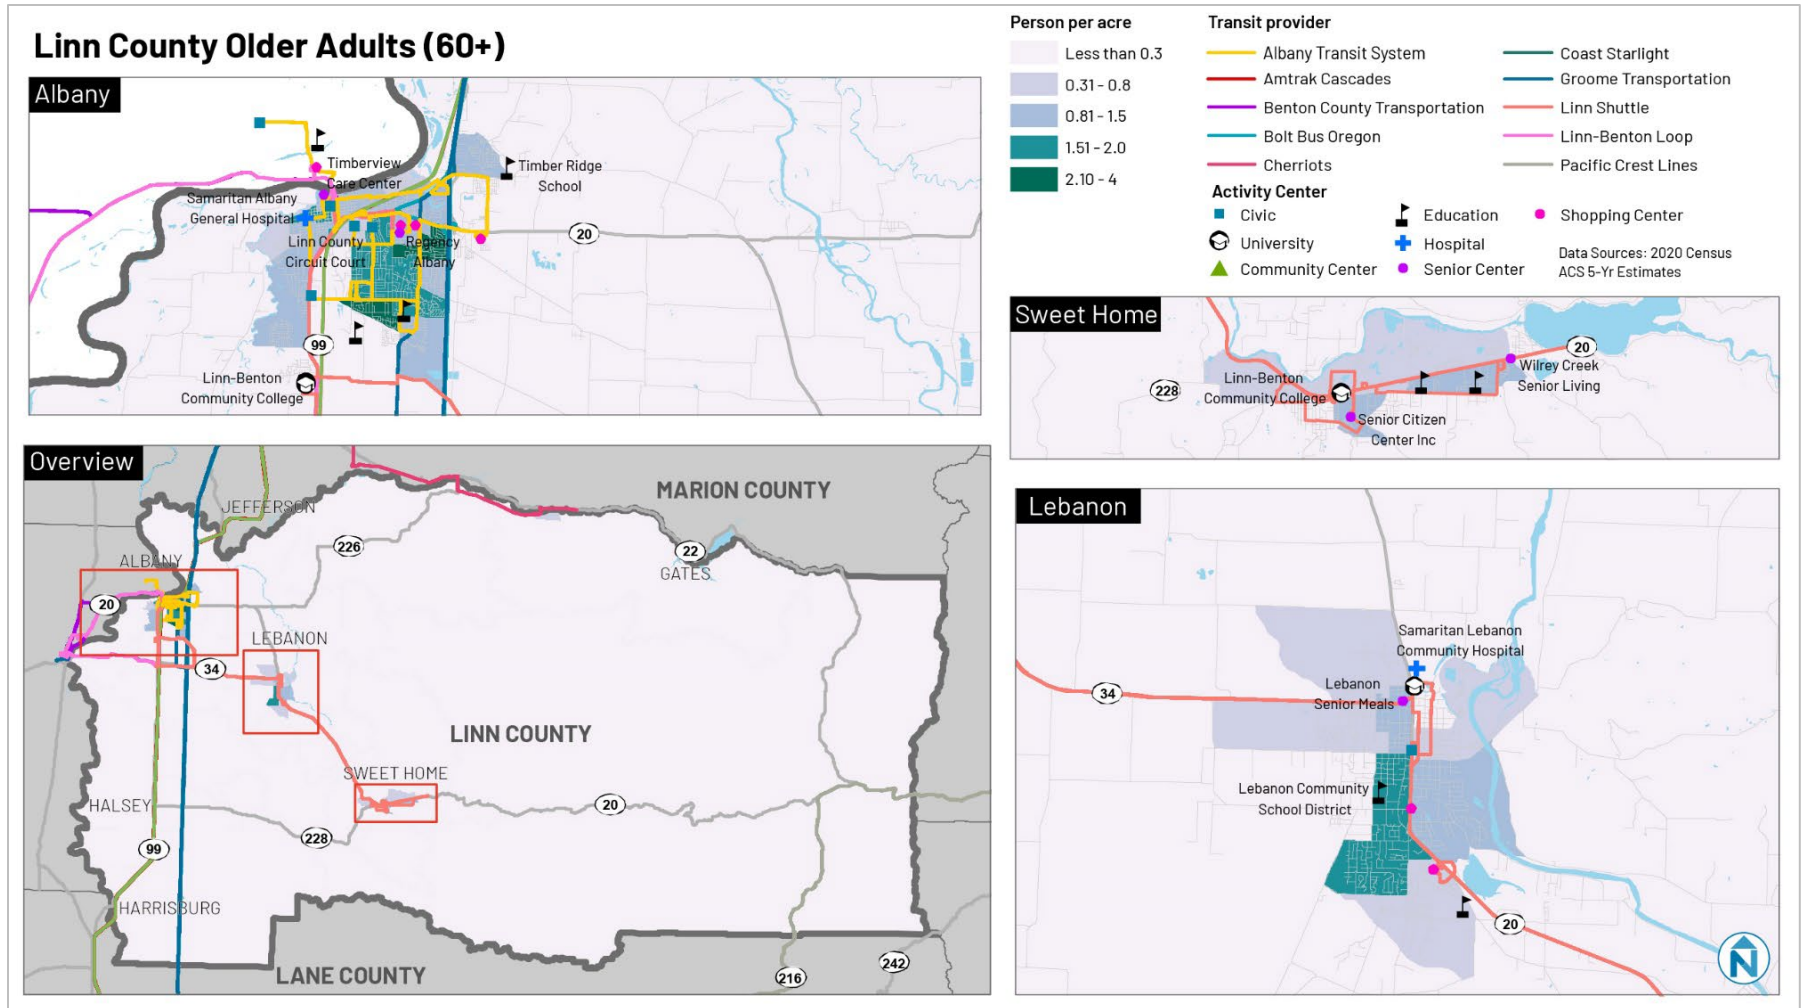 Linn County Older Adults (60+)
Albany
Timberview
Care Center
Timber Ridge
School
Samaritan Albany
General Hospital
Linn County
Circuit Court
Regency
Albany
20
99
Linn-Benton
Community College
Person per acre
Less than 0.3
0.31 - 0.8
0.81 - 1.5
1.51 - 2.0
2.10 - 4
Transit provider
Albany Transit System
Amtrak Cascades
Benton County Transportation
Bolt Bus Oregon
Cherriots
Coast Starlight
Groome Transportation
Linn Shuttle
Linn-Benton Loop
Pacific Crest Lines
Activity Center
Civic
University
Community Center
Education
Hospital
Senior Center
Shopping Center
Data Sources: 2020 Census
ACS 5-Yr Estimates
Sweet Home
20
Wilrey Creek
Senior Living
228
Linn-Benton
Community College
Senior Citizen
Center Inc
Overview
MARION COUNTY
JEFFERSON
226
22
GATES
ALBANY
20
LEBANON
34
LINN COUNTY
SWEET HOME
HALSEY
20
228
99
HARRISBURG
LANE COUNTY
216
242
Lebanon
Samaritan Lebanon
Community Hospital
Lebanon
Senior Meals
34
Lebanon Community
School District
20
N